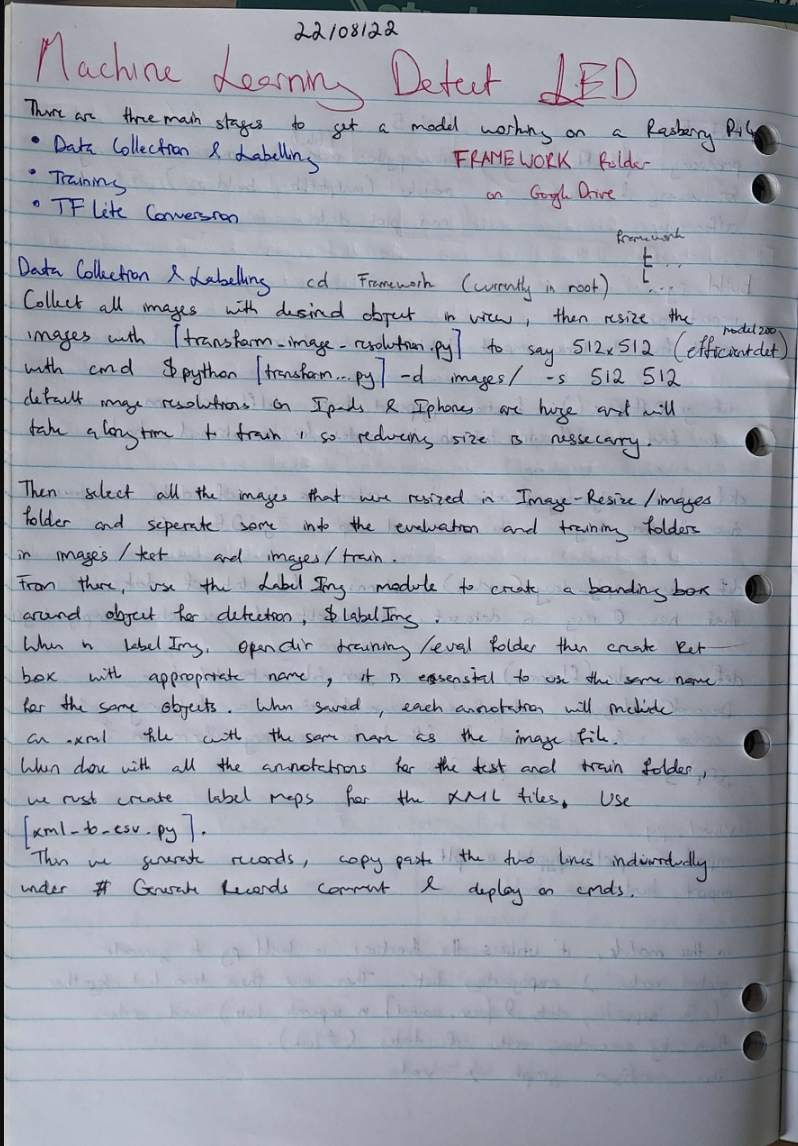 22/08/22
Machine Learning Detect LED
There are three main stages to get a model working on a Rasberry Pi 4
• Data Collection & Labelling
FRAMEWORK Folder
• Training
on Google Drive
• TF Lite Conversion
Framework
Data Collection & Labelling cd Framework (currently in root)
Collect all images with desired object in view, then resize the
model zoo
images with [transform_image_resolution.py] to say 512x512 (efficientdet)
with cmd $python [transform...py] -d images/ -s 512 512
default image resolutions on Ipads & Iphones are huge and will
take a long time to train, so reducing size is nessecarry.
Then select all the images that were resized in Image-Resize/images
folder and seperate some into the evaluation and training folders
in images/test and images/train.
From there, use the Label Img module to create a bounding box
around object for detection, $ Label Img.
When in Label Img, open dir training/eval folder then create Ret
box with appropriate name, it is essenstal to use the same name
for the same objects. When saved, each annotation will include
an .xml file with the same name as the image file.
When done with all the annotations for the test and train folder,
we must create label maps for the XML files. Use
[xml-to-csv.py].
Then we generate records, copy paste the two lines individually
under # Generate Records comment & deploy on cmds.